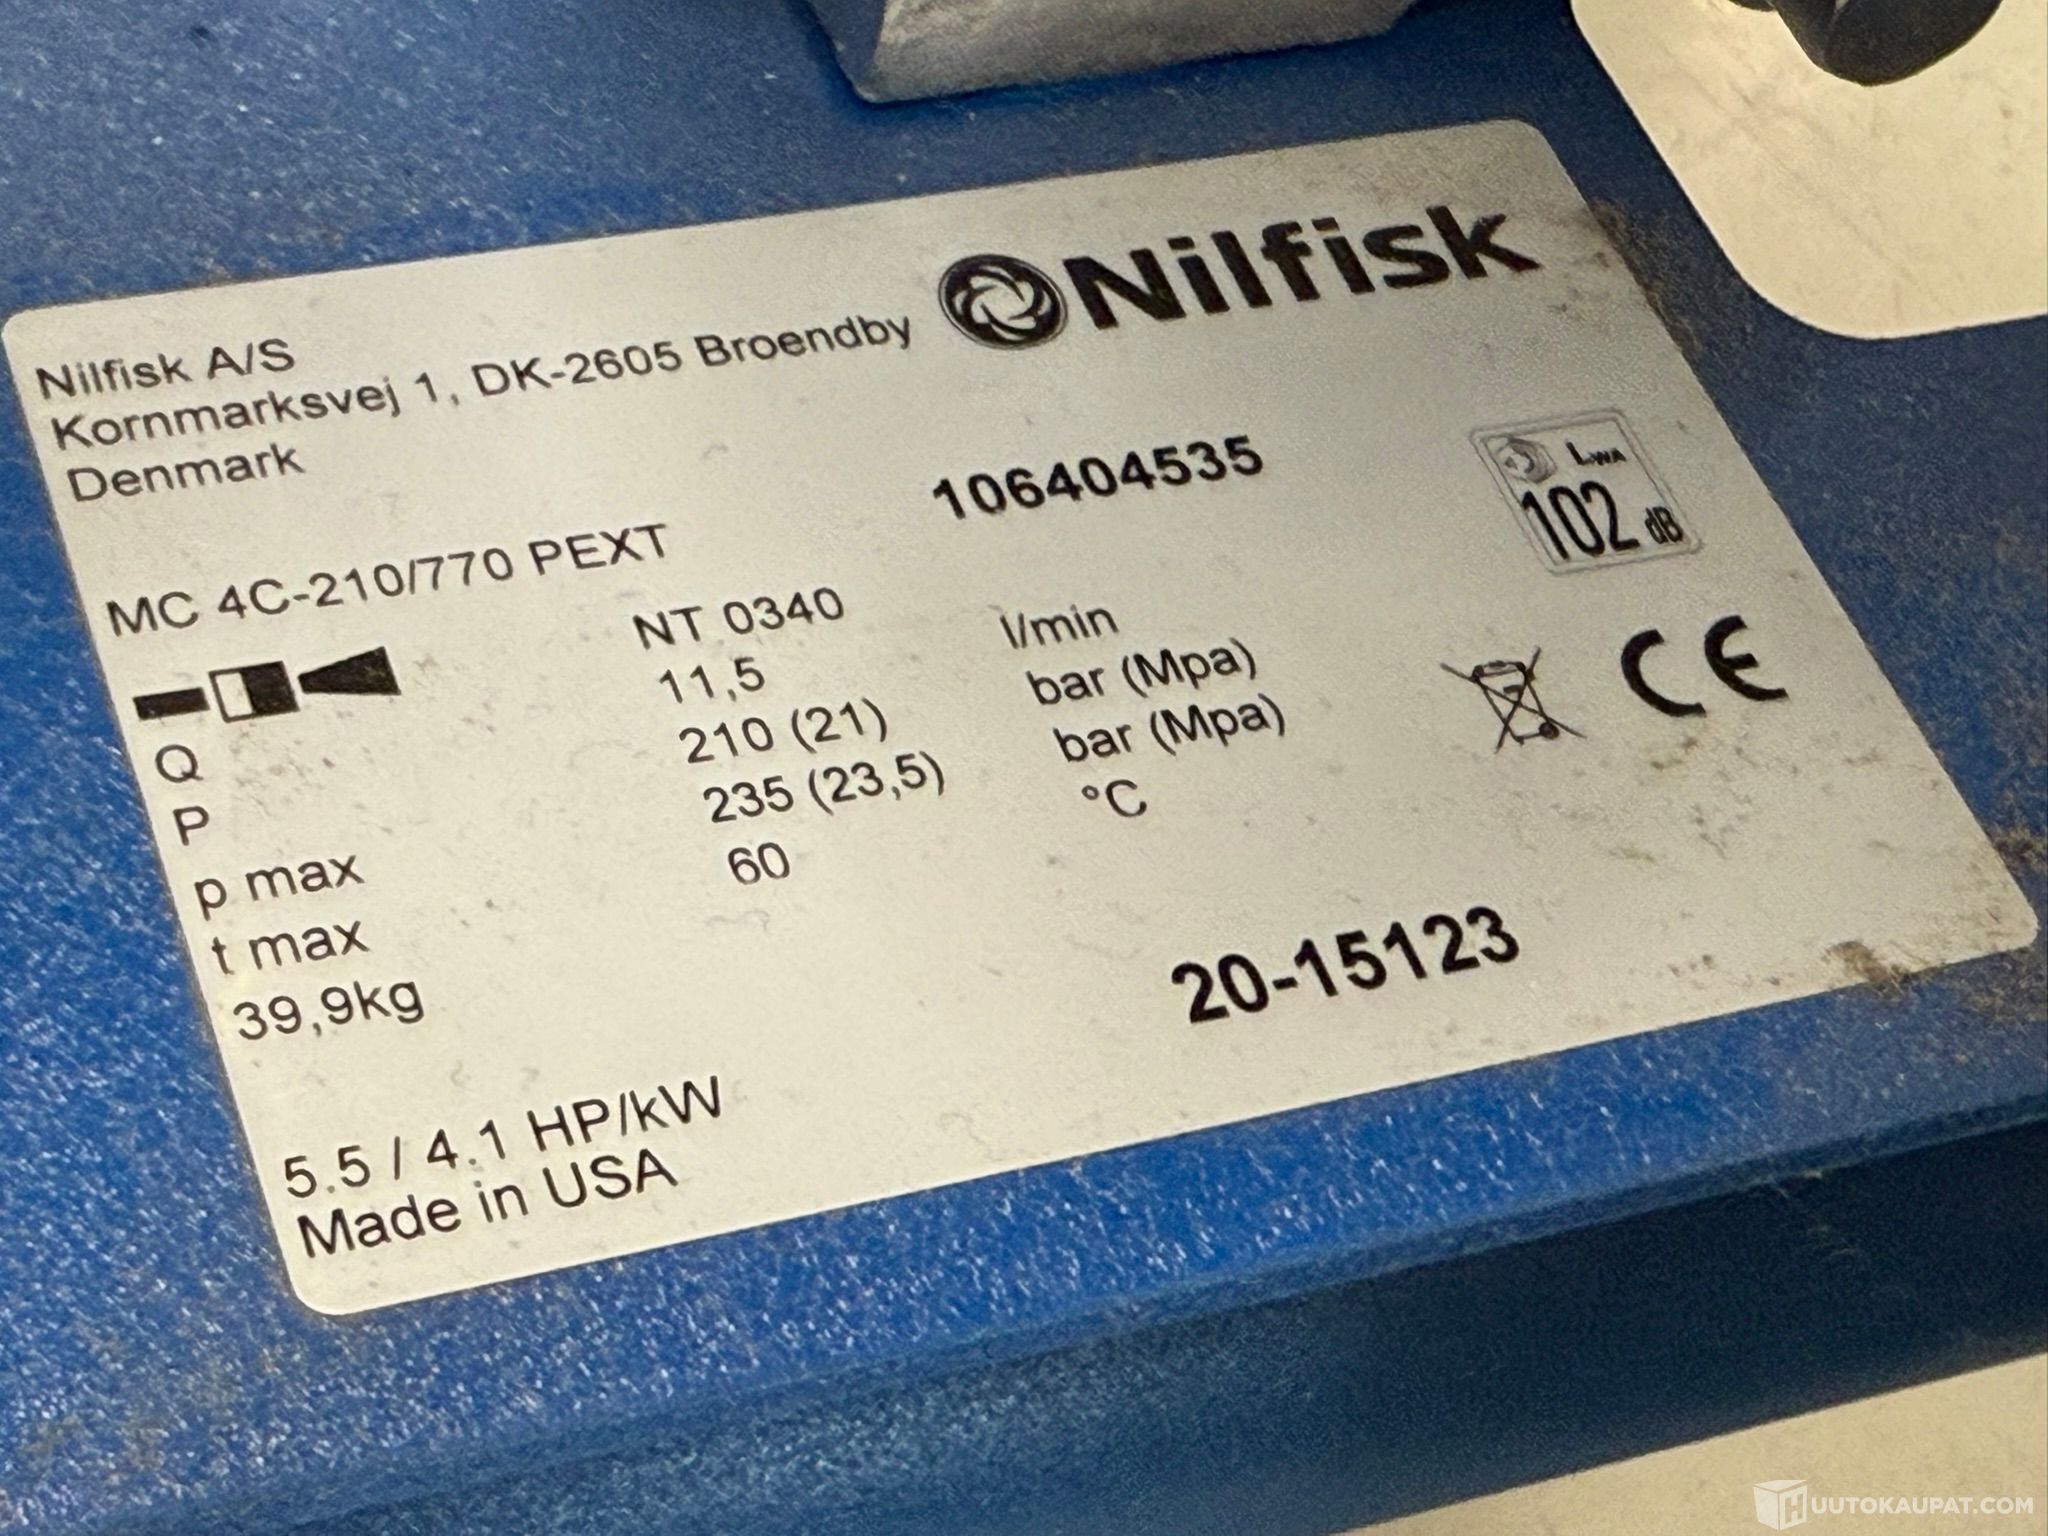 Nilfisk
Nilfisk A/S
Kornmarksvej 1, DK-2605 Broendby
Denmark
106404535
LWA
102 dB
MC 4C-210/770 PEXT
NT 0340
Q 11,5 l/min
P 210 (21) bar (Mpa)
p max 235 (23,5) bar (Mpa)
t max 60 °C
39,9kg
CE
20-15123
5.5 / 4.1 HP/kW
Made in USA
HUUTOKAUPAT.COM